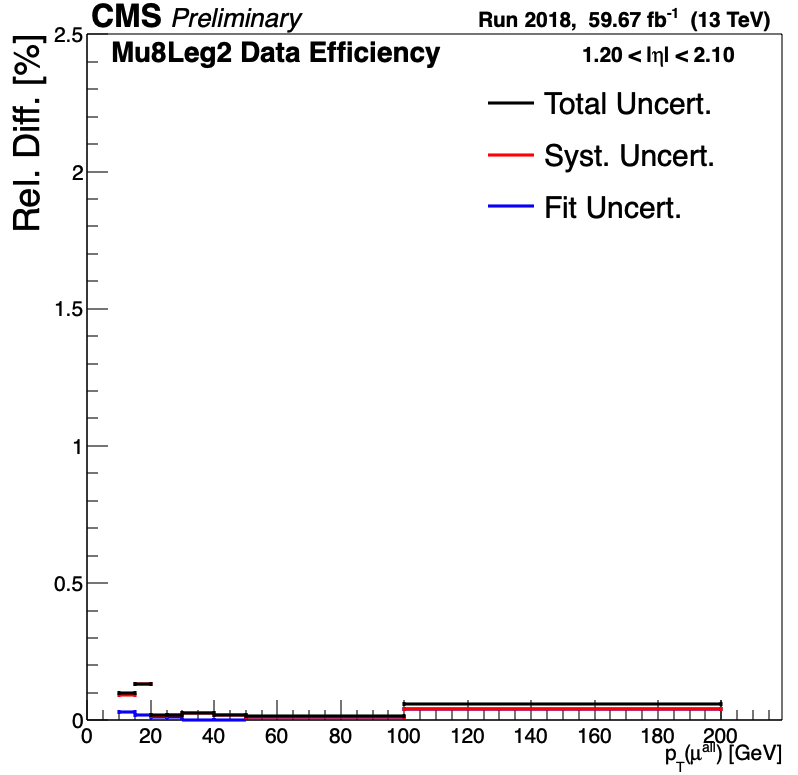 CMS Preliminary
Run 2018, 59.67 fb⁻¹ (13 TeV)
Mu8Leg2 Data Efficiency
1.20 < |η| < 2.10
Total Uncert.
Syst. Uncert.
Fit Uncert.
Rel. Diff. [%]
2.5
2
1.5
1
0.5
0
0 20 40 60 80 100 120 140 160 180 200
p_T(μ^all) [GeV]